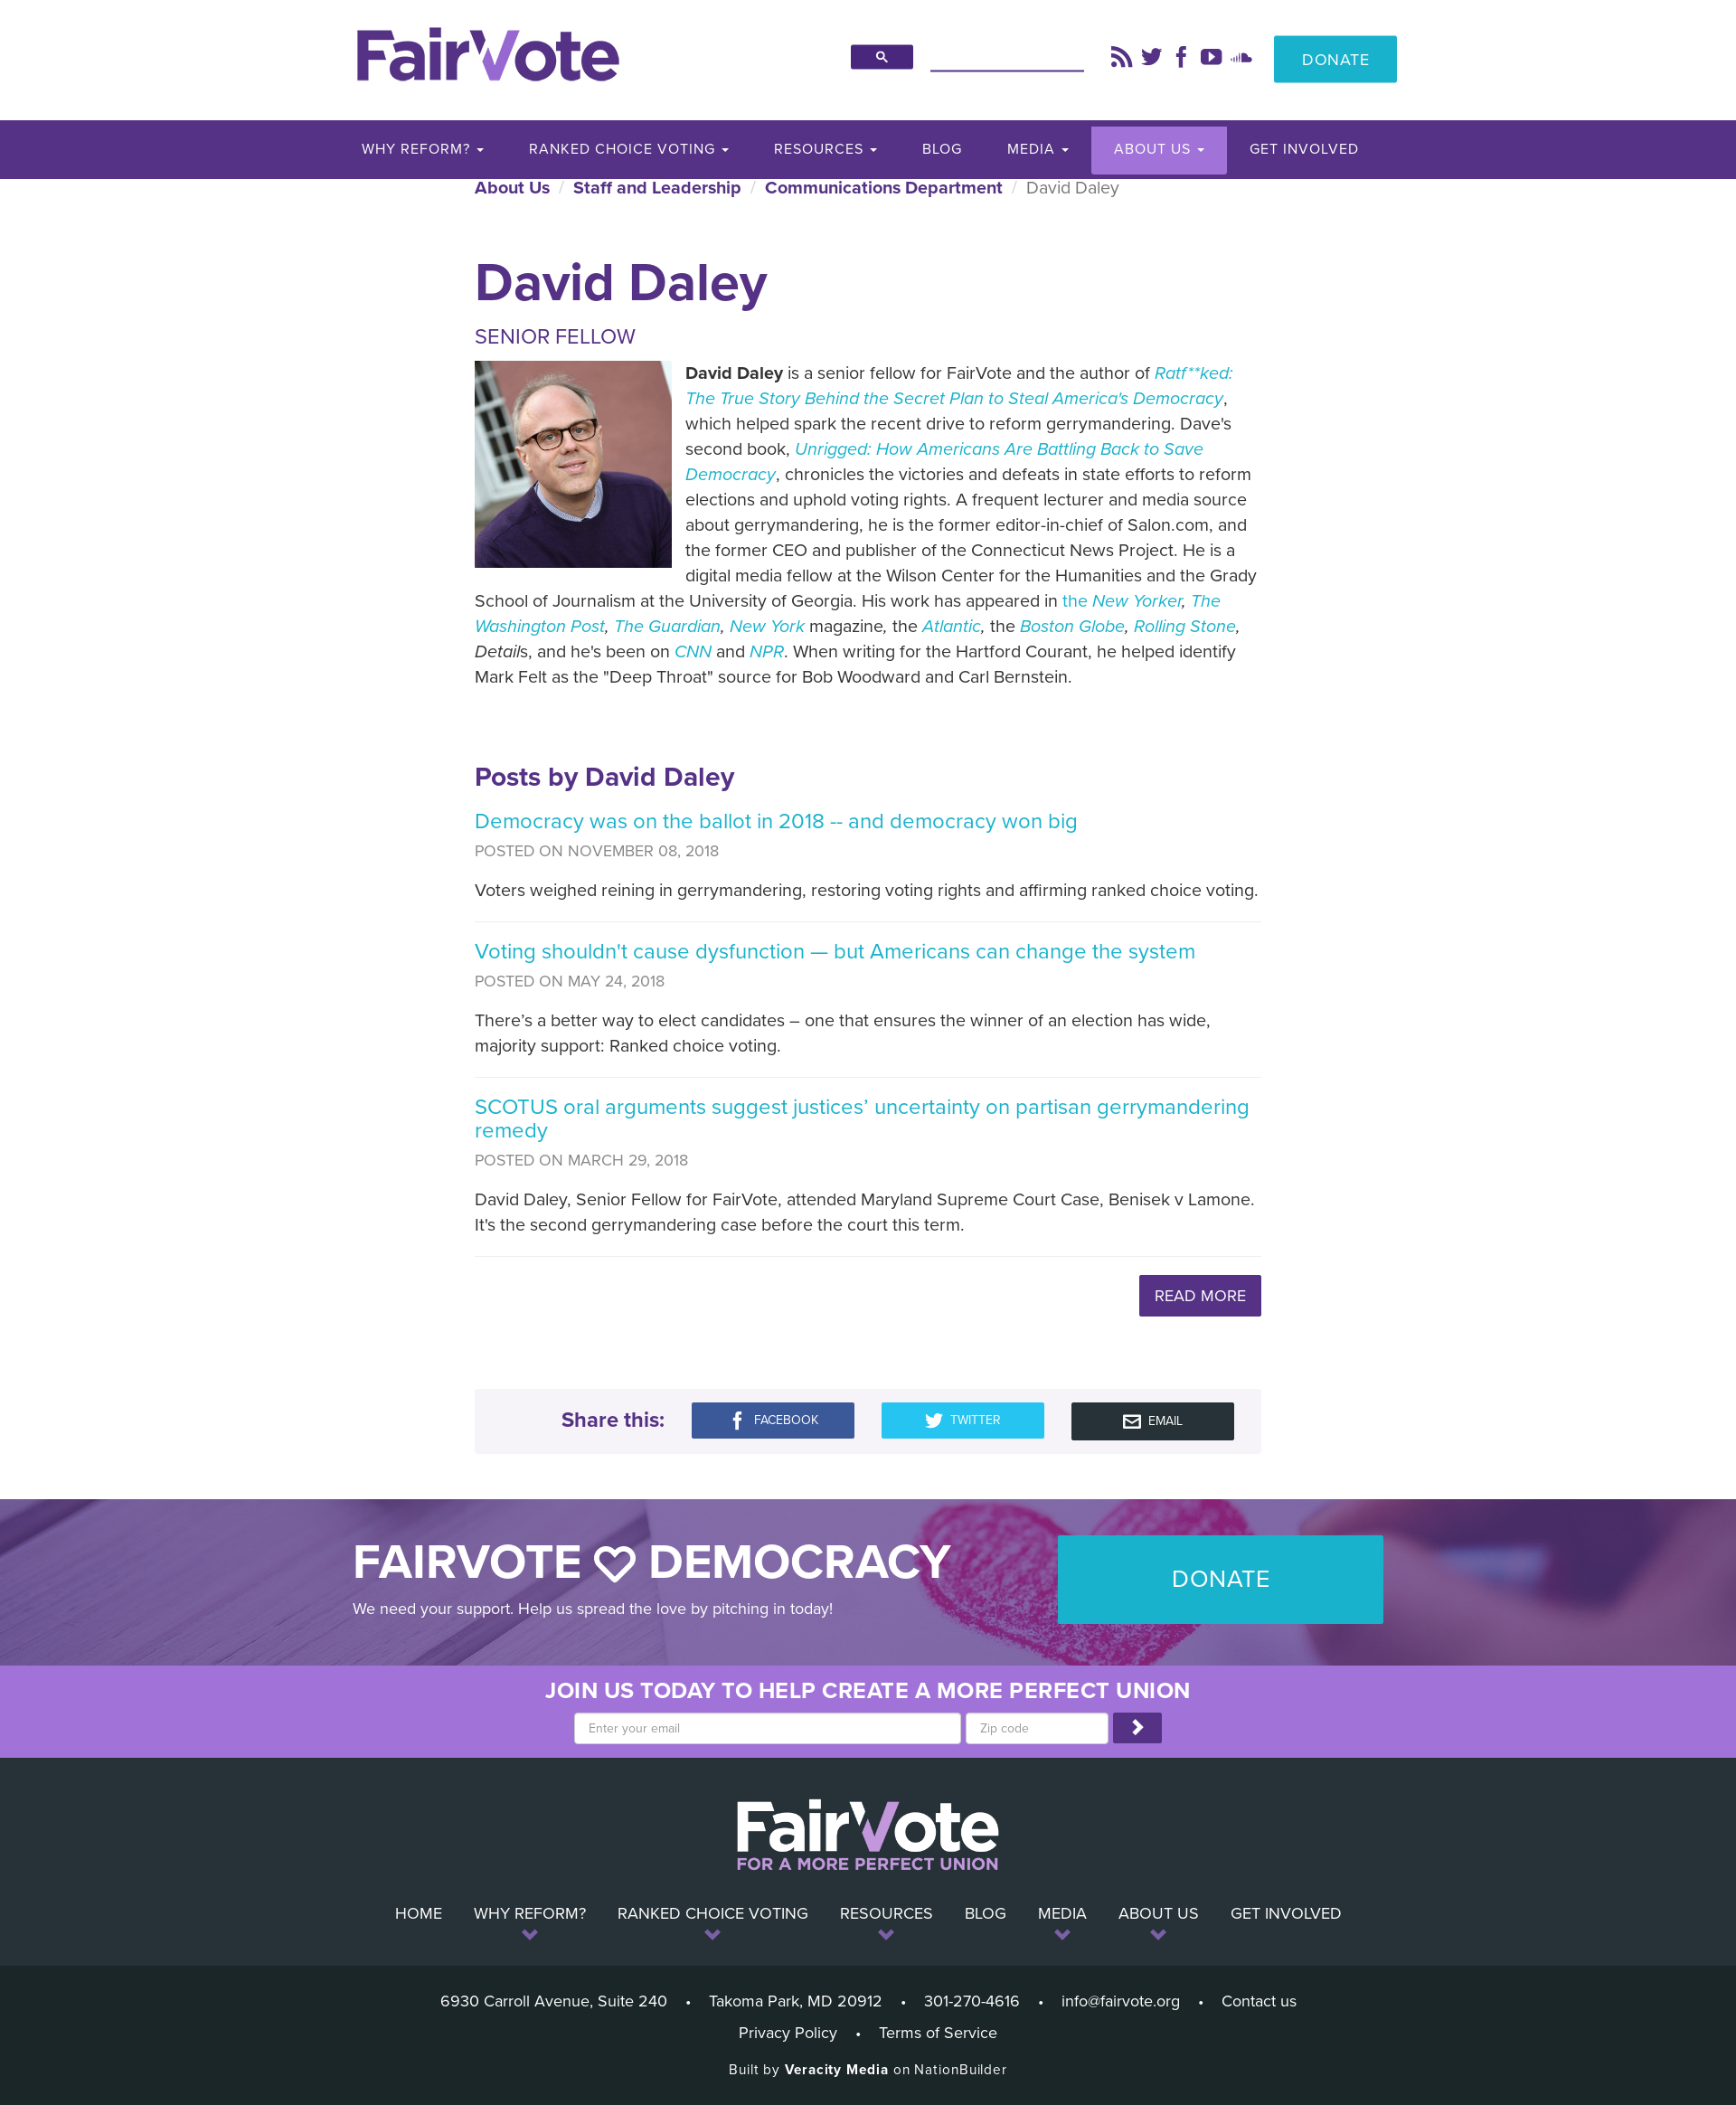 FairVote
DONATE
WHY REFORM? RANKED CHOICE VOTING RESOURCES BLOG MEDIA ABOUT US GET INVOLVED
About Us / Staff and Leadership / Communications Department / David Daley
David Daley
SENIOR FELLOW
David Daley is a senior fellow for FairVote and the author of Ratf**ked:
The True Story Behind the Secret Plan to Steal America's Democracy,
which helped spark the recent drive to reform gerrymandering. Dave's
second book, Unrigged: How Americans Are Battling Back to Save
Democracy, chronicles the victories and defeats in state efforts to reform
elections and uphold voting rights. A frequent lecturer and media source
about gerrymandering, he is the former editor-in-chief of Salon.com, and
the former CEO and publisher of the Connecticut News Project. He is a
digital media fellow at the Wilson Center for the Humanities and the Grady
School of Journalism at the University of Georgia. His work has appeared in the New Yorker, The
Washington Post, The Guardian, New York magazine, the Atlantic, the Boston Globe, Rolling Stone,
Details, and he's been on CNN and NPR. When writing for the Hartford Courant, he helped identify
Mark Felt as the "Deep Throat" source for Bob Woodward and Carl Bernstein.
Posts by David Daley
Democracy was on the ballot in 2018 -- and democracy won big
POSTED ON NOVEMBER 08, 2018
Voters weighed reining in gerrymandering, restoring voting rights and affirming ranked choice voting.
Voting shouldn't cause dysfunction — but Americans can change the system
POSTED ON MAY 24, 2018
There’s a better way to elect candidates – one that ensures the winner of an election has wide,
majority support: Ranked choice voting.
SCOTUS oral arguments suggest justices’ uncertainty on partisan gerrymandering
remedy
POSTED ON MARCH 29, 2018
David Daley, Senior Fellow for FairVote, attended Maryland Supreme Court Case, Benisek v Lamone.
It's the second gerrymandering case before the court this term.
READ MORE
Share this: FACEBOOK TWITTER EMAIL
FAIRVOTE DEMOCRACY
We need your support. Help us spread the love by pitching in today!
DONATE
JOIN US TODAY TO HELP CREATE A MORE PERFECT UNION
Enter your email Zip code
FairVote
FOR A MORE PERFECT UNION
HOME WHY REFORM? RANKED CHOICE VOTING RESOURCES BLOG MEDIA ABOUT US GET INVOLVED
6930 Carroll Avenue, Suite 240 • Takoma Park, MD 20912 • 301-270-4616 • info@fairvote.org • Contact us
Privacy Policy • Terms of Service
Built by Veracity Media on NationBuilder